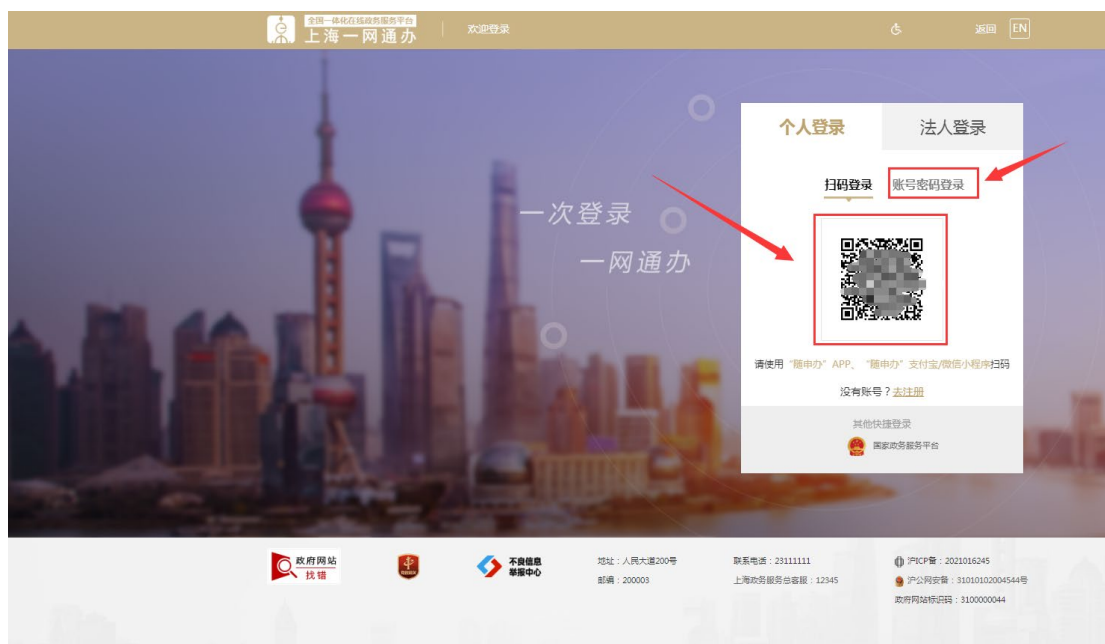 全国一体化在线政务服务平台
上海一网通办
欢迎登录
返回
EN
个人登录
法人登录
扫码登录
账号密码登录
一次登录
一网通办
请使用“随申办”APP、“随申办”支付宝/微信小程序扫码
没有账号？去注册
其他快捷登录
国家政务服务平台
政府网站
找错
不良信息
举报中心
地址：人民大道200号
联系电话：23111111
沪ICP备：2021016245
邮编：200003
上海政务服务总客服：12345
沪公网安备：31010102004544号
政府网站标识码：3100000044